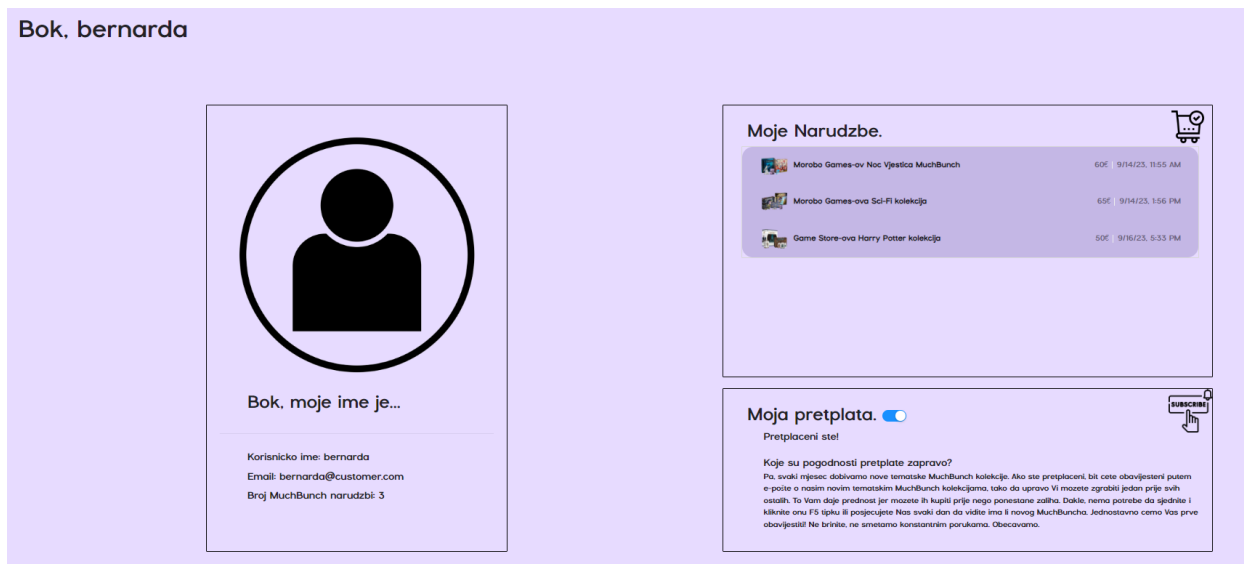 Bok, bernarda
Bok, moje ime je...
Korisnicko ime: bernarda
Email: bernarda@customer.com
Broj MuchBunch narudzbi: 3
Moje Narudzbe.
Morobo Games-ov Noc Vjestica MuchBunch 60€ | 9/14/23, 11:55 AM
Morobo Games-ova Sci-Fi kolekcija 65€ | 9/14/23, 1:56 PM
Game Store-ova Harry Potter kolekcija 50€ | 9/16/23, 5:33 PM
Moja pretplata.
SUBSCRIBE
Pretplaceni ste!
Koje su pogodnosti pretplate zapravo?
Pa, svaki mjesec dobivamo nove tematske MuchBunch kolekcije. Ako ste pretplaceni, bit cete obavijesteni putem
e-pošte o nasim novim tematskim MuchBunch kolekcijama, tako da upravo Vi mozete zgrabiti jedan prije svih
ostalih. To Vam daje prednost jer mozete ih kupiti prije nego ponestane zaliha. Dakle, nema potrebe da sjednite i
kliknite onu F5 tipku ili posjecujete Nas svaki dan da vidite ima li novog MuchBuncha. Jednostavno cemo Vas prve
obavijestiti! Ne brinite, ne smetamo konstantnim porukama. Obecavamo.